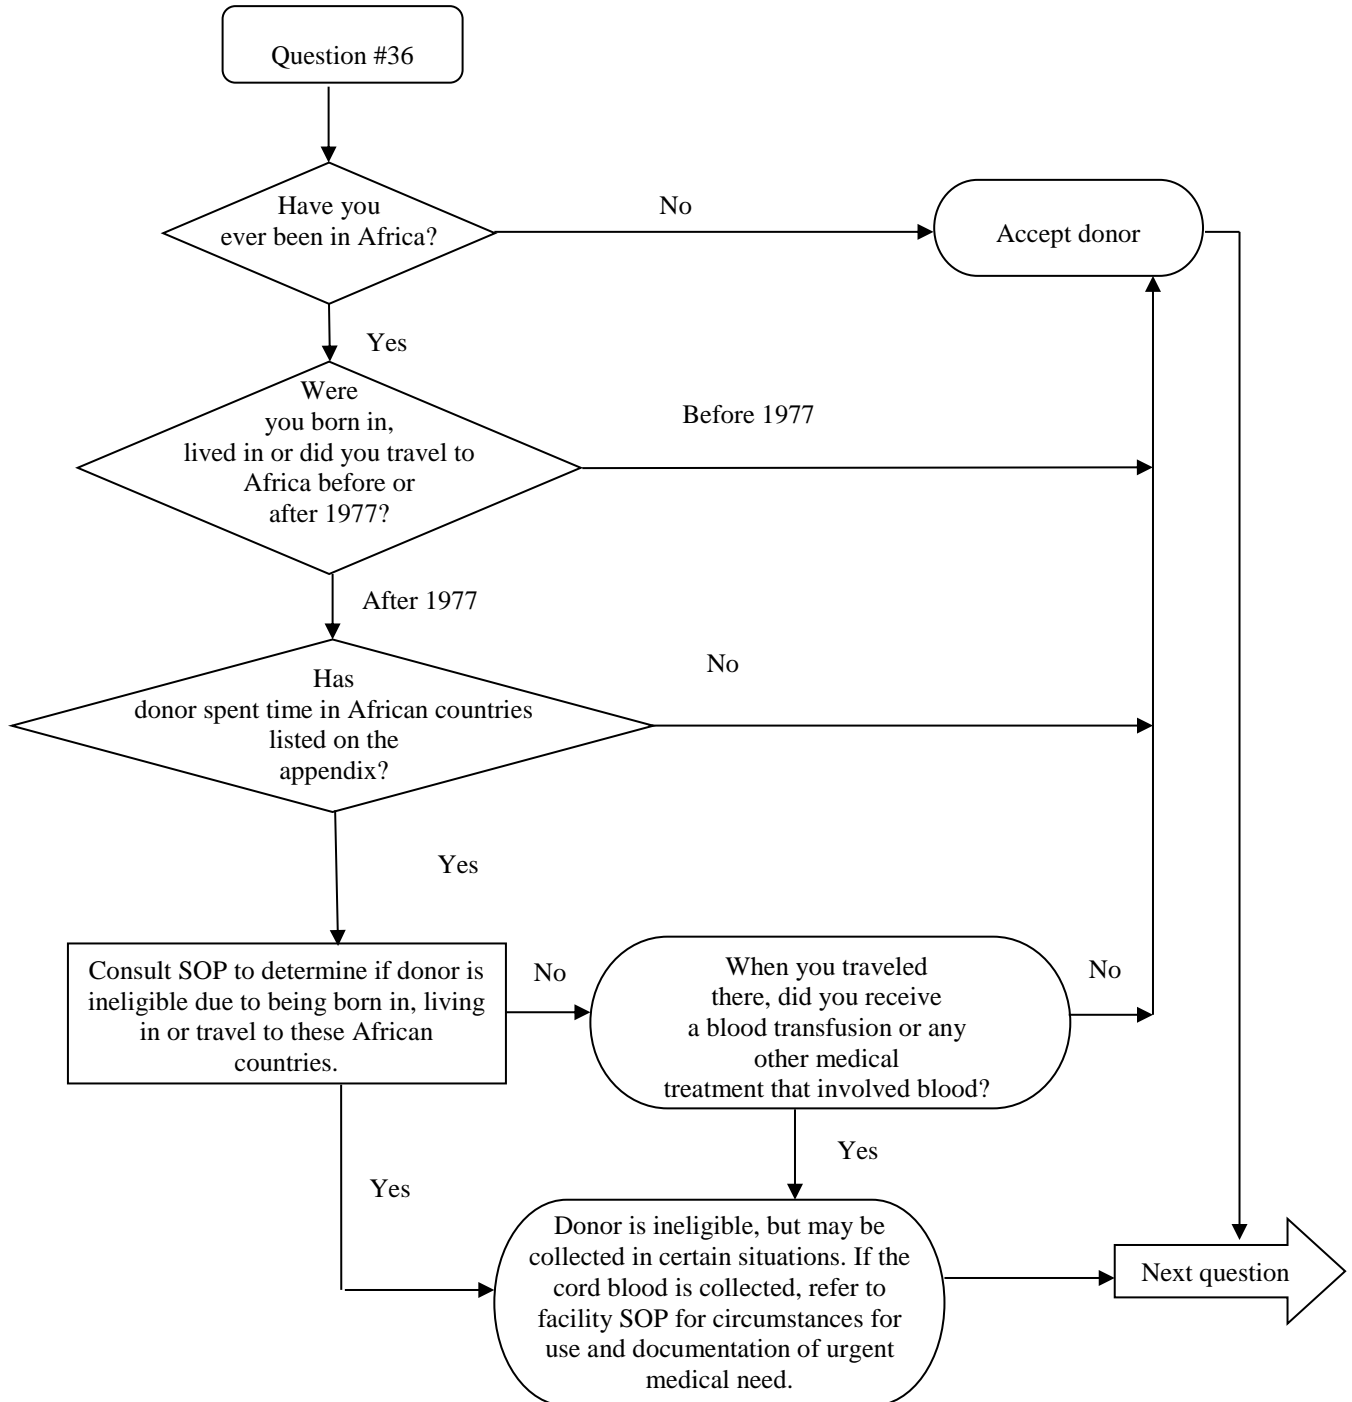 Question #36
Have you
ever been in Africa?
No
Accept donor
Yes
Were
you born in,
lived in or did you travel to
Africa before or
after 1977?
Before 1977
After 1977
Has
donor spent time in African countries
listed on the
appendix?
No
Yes
Consult SOP to determine if donor is
ineligible due to being born in, living
in or travel to these African
countries.
No
When you traveled
there, did you receive
a blood transfusion or any
other medical
treatment that involved blood?
No
Yes
Yes
Donor is ineligible, but may be
collected in certain situations. If the
cord blood is collected, refer to
facility SOP for circumstances for
use and documentation of urgent
medical need.
Next question